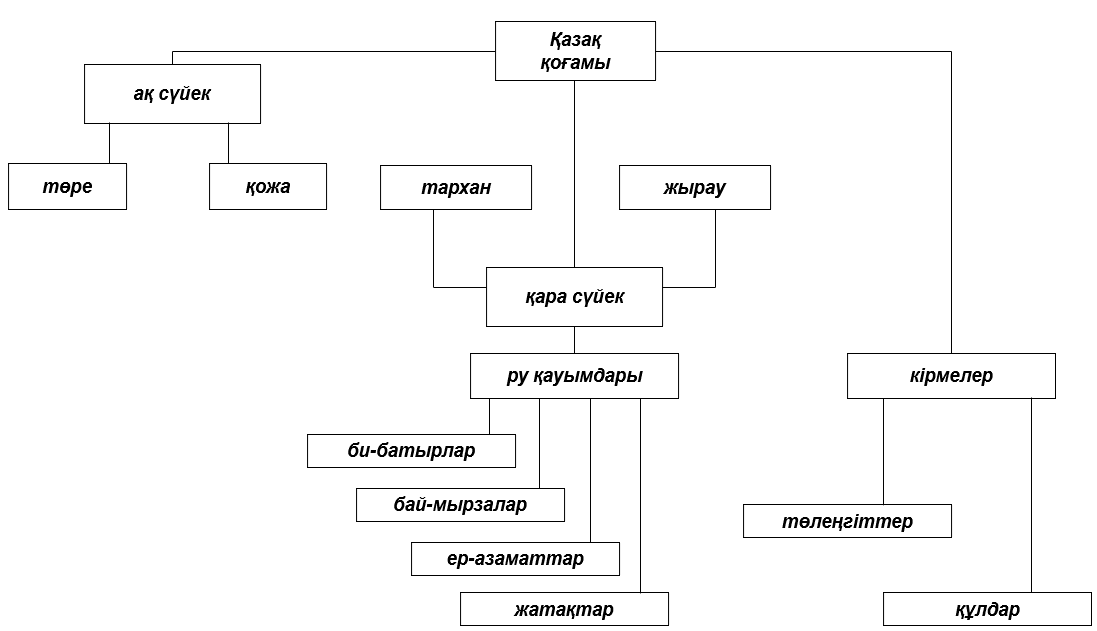 Қазақ
қоғамы
ақ сүйек
төре
қожа
тархан
жырау
қара сүйек
ру қауымдары
кірмелер
би-батырлар
бай-мырзалар
төлеңгіттер
ер-азаматтар
жатақтар
құлдар